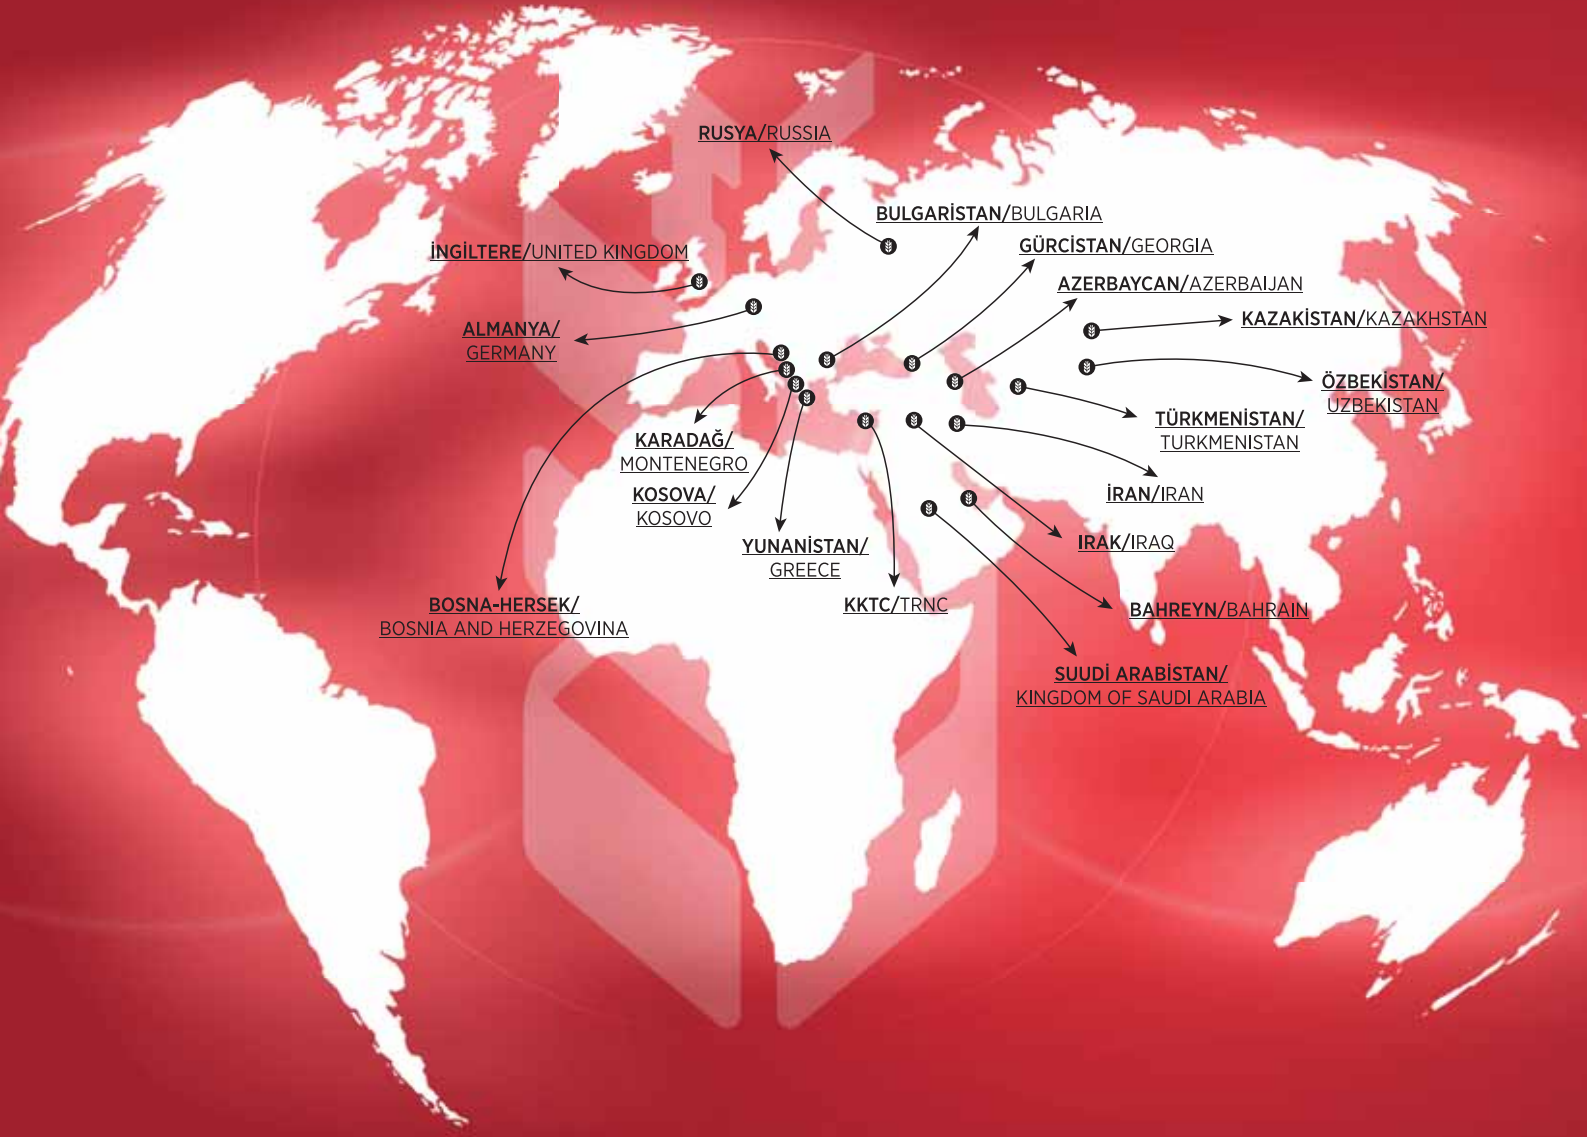 RUSYA/RUSSIA
BULGARİSTAN/BULGARIA
İNGİLTERE/UNITED KINGDOM
GÜRCİSTAN/GEORGIA
AZERBAYCAN/AZERBAIJAN
ALMANYA/
GERMANY
KAZAKİSTAN/KAZAKHSTAN
ÖZBEKİSTAN/
UZBEKISTAN
TÜRKMENİSTAN/
TURKMENISTAN
KARADAĞ/
MONTENEGRO
KOSOVA/
KOSOVO
İRAN/IRAN
YUNANİSTAN/
GREECE
IRAK/IRAQ
BOSNA-HERSEK/
BOSNIA AND HERZEGOVINA
KKTC/TRNC
BAHREYN/BAHRAIN
SUUDİ ARABİSTAN/
KINGDOM OF SAUDI ARABIA